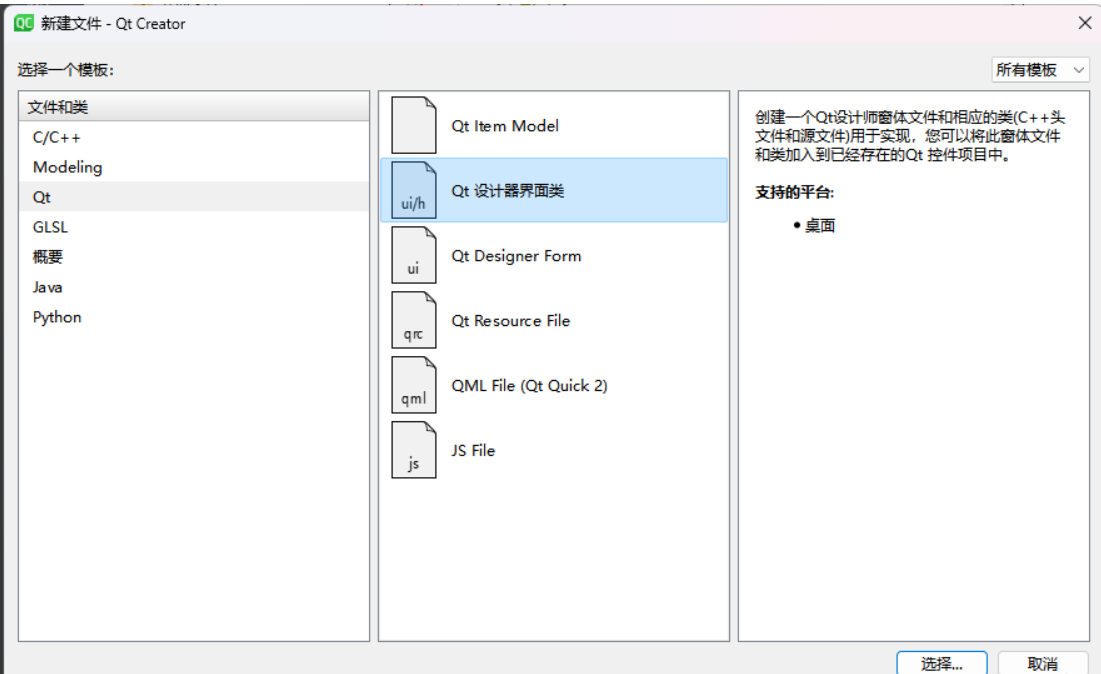 QC 新建文件 - Qt Creator
选择一个模板:
所有模板
文件和类
C/C++
Modeling
Qt
GLSL
概要
Java
Python
Qt Item Model
ui/h
Qt 设计器界面类
ui
Qt Designer Form
qrc
Qt Resource File
qml
QML File (Qt Quick 2)
js
JS File
创建一个Qt设计师窗体文件和相应的类(C++头
文件和源文件)用于实现，您可以将此窗体文件
和类加入到已经存在的Qt 控件项目中。
支持的平台:
• 桌面
选择...
取消